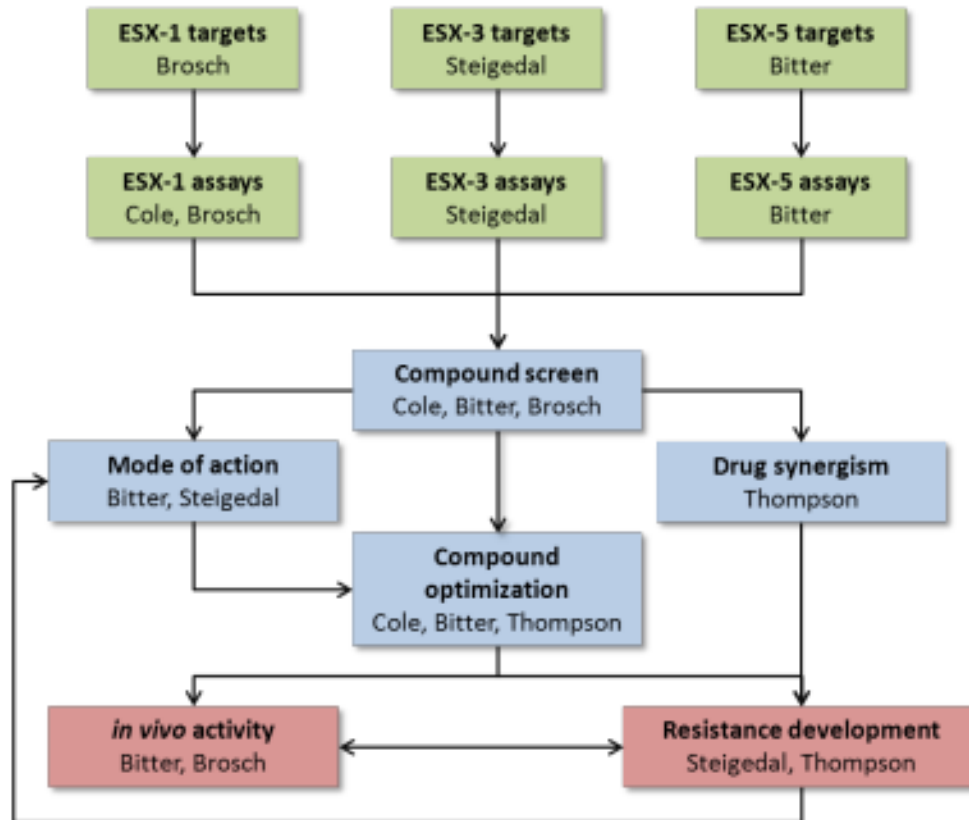 ESX-1 targets
Brosch
ESX-3 targets
Steigedal
ESX-5 targets
Bitter
ESX-1 assays
Cole, Brosch
ESX-3 assays
Steigedal
ESX-5 assays
Bitter
Compound screen
Cole, Bitter, Brosch
Mode of action
Bitter, Steigedal
Drug synergism
Thompson
Compound
optimization
Cole, Bitter, Thompson
in vivo activity
Bitter, Brosch
Resistance development
Steigedal, Thompson